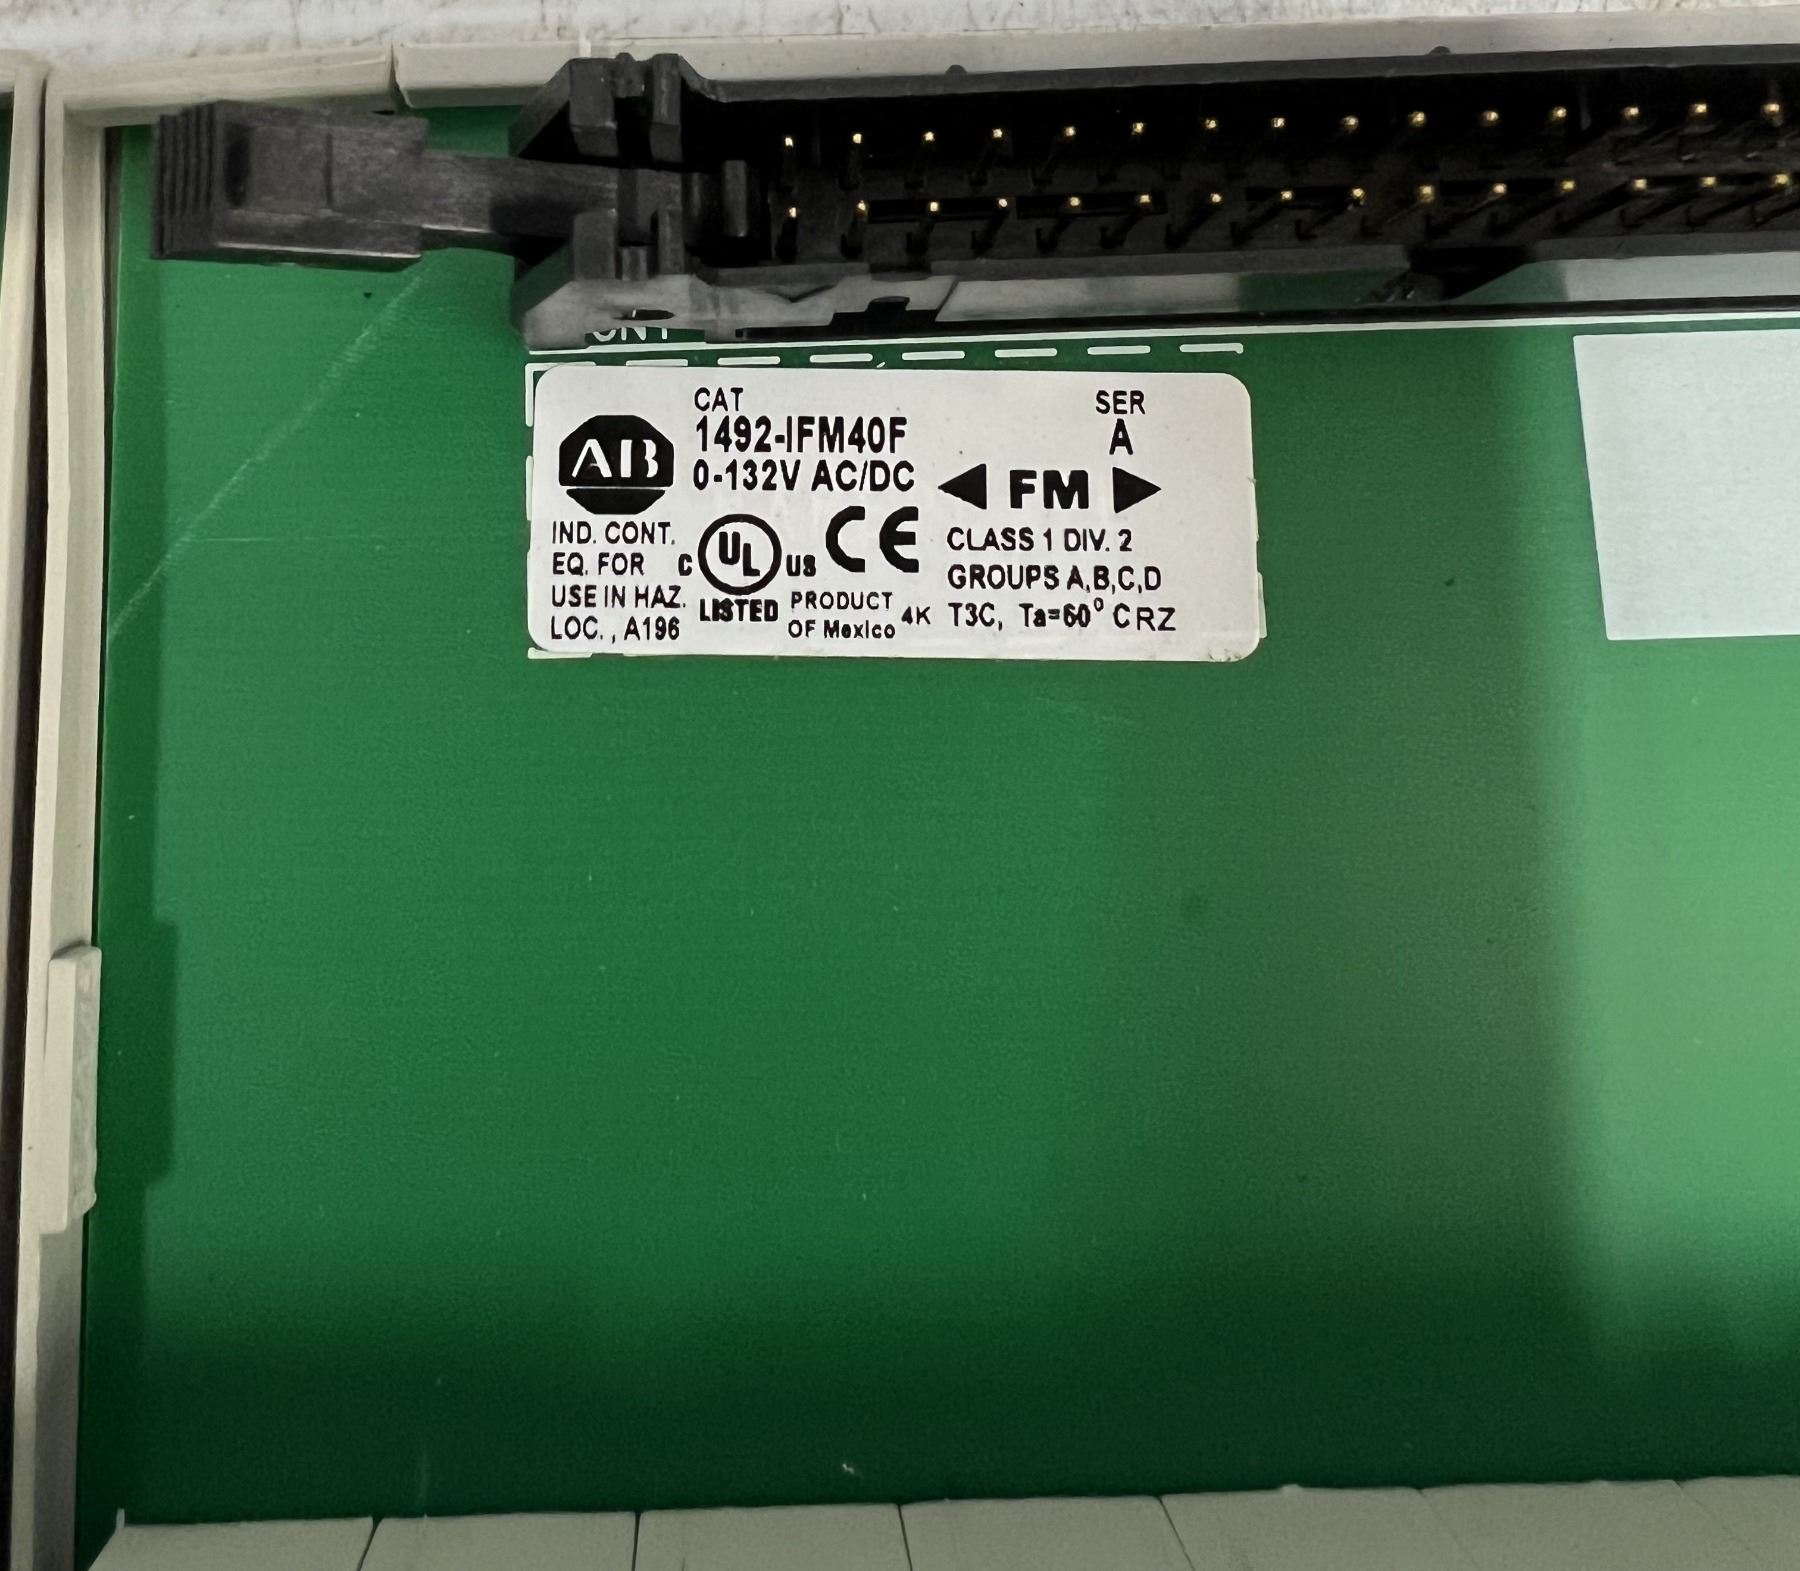 CAT
1492-IFM40F
0-132V AC/DC
SER
A
AB
FM
IND. CONT.
EQ. FOR
USE IN HAZ.
LOC. , A196
C UL US
LISTED
CE
PRODUCT
OF Mexico
4K
CLASS 1 DIV. 2
GROUPS A,B,C,D
T3C, Ta=60° C RZ